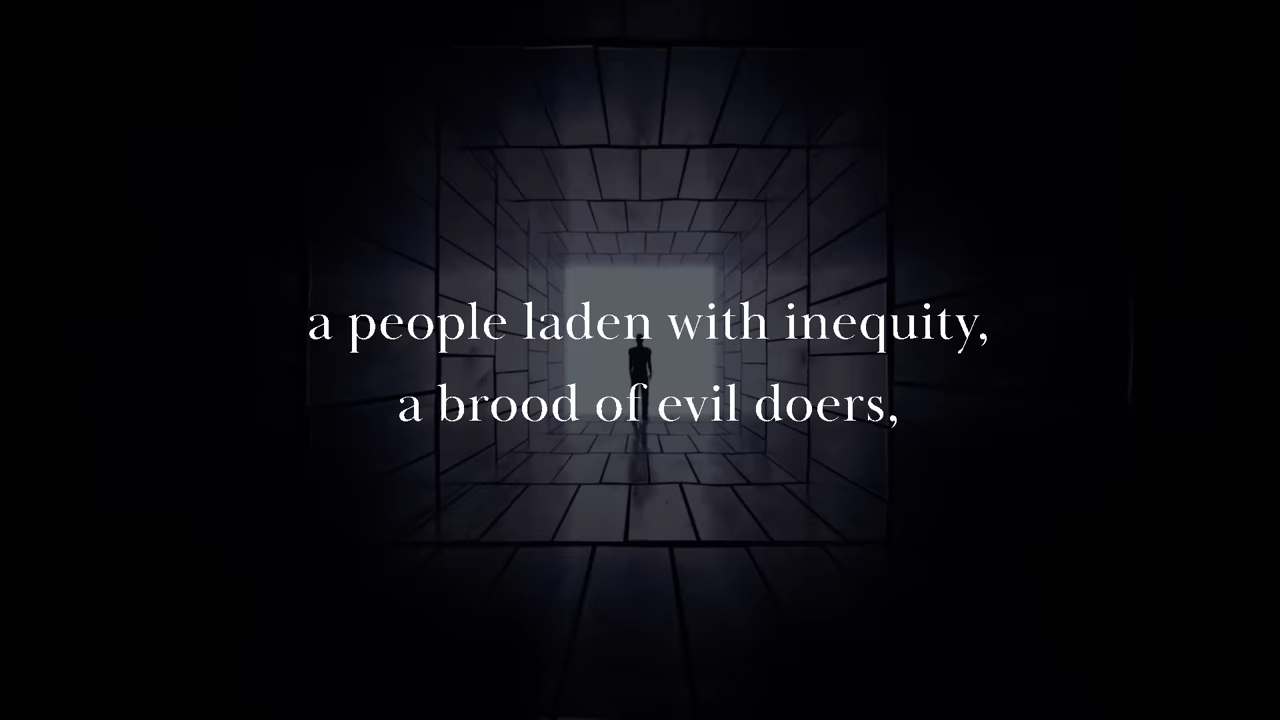 a people laden with inequity,
a brood of evil doers,